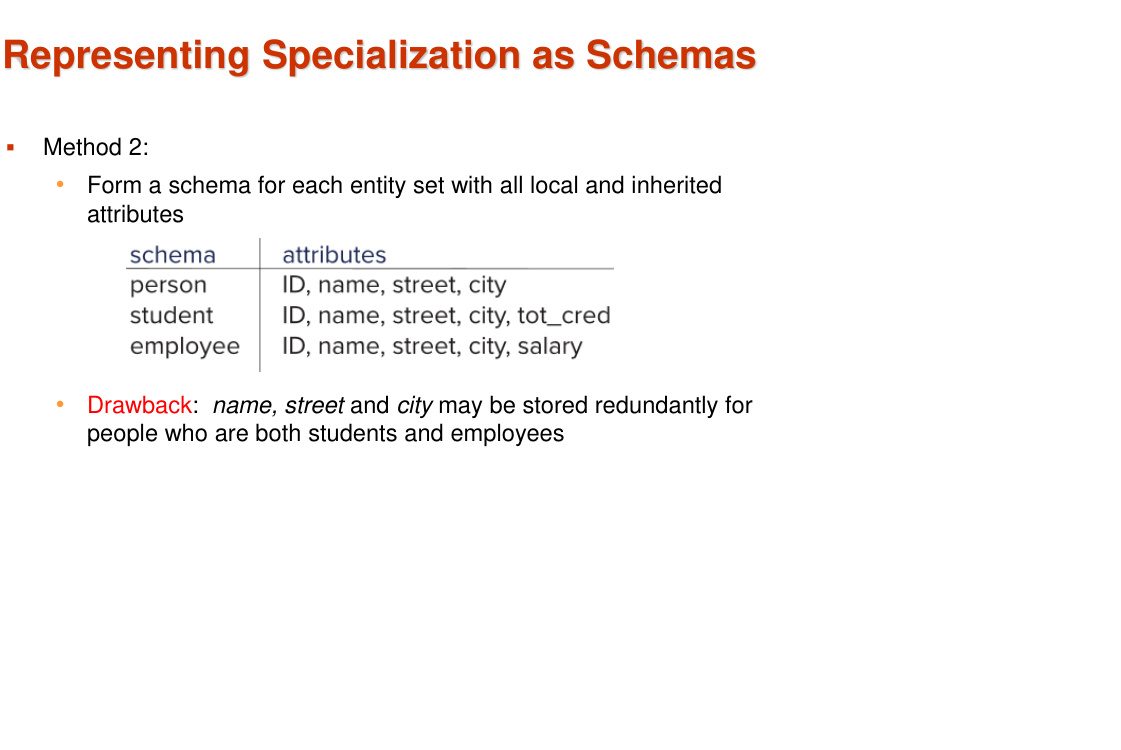 Representing Specialization as Schemas
▪ Method 2:
• Form a schema for each entity set with all local and inherited
attributes
schema attributes
person ID, name, street, city
student ID, name, street, city, tot_cred
employee ID, name, street, city, salary
• Drawback: name, street and city may be stored redundantly for
people who are both students and employees